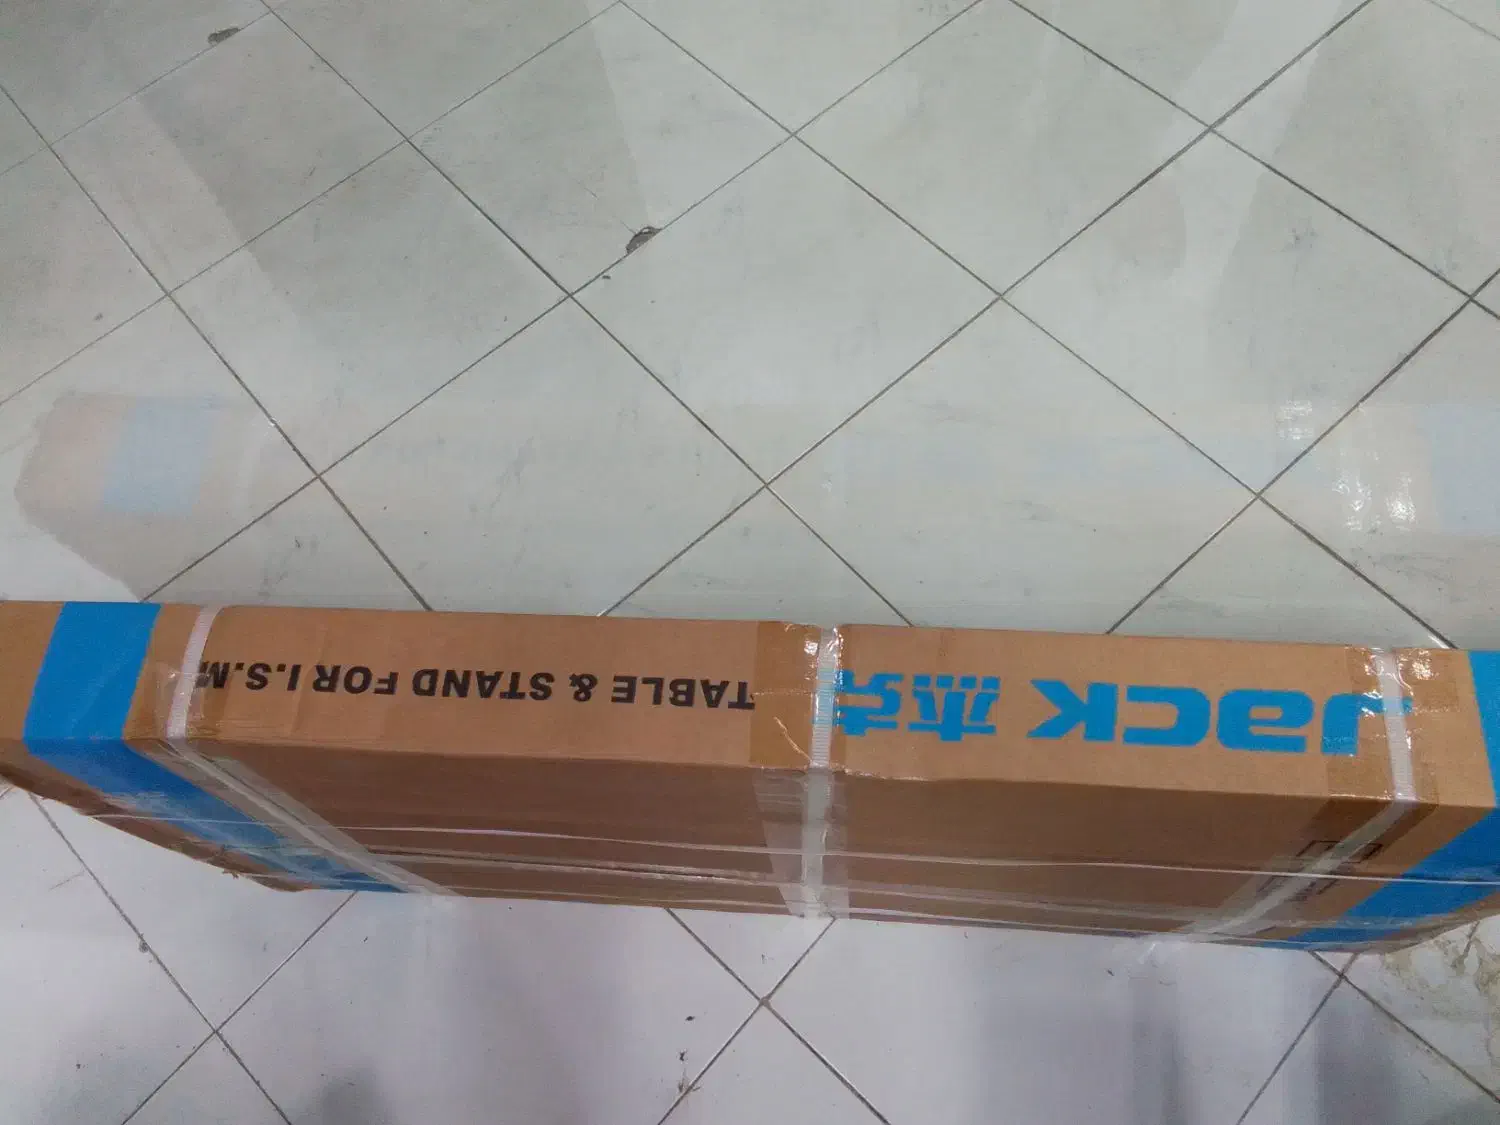 JACK 杰克 TABLE & STAND FOR I.S.M